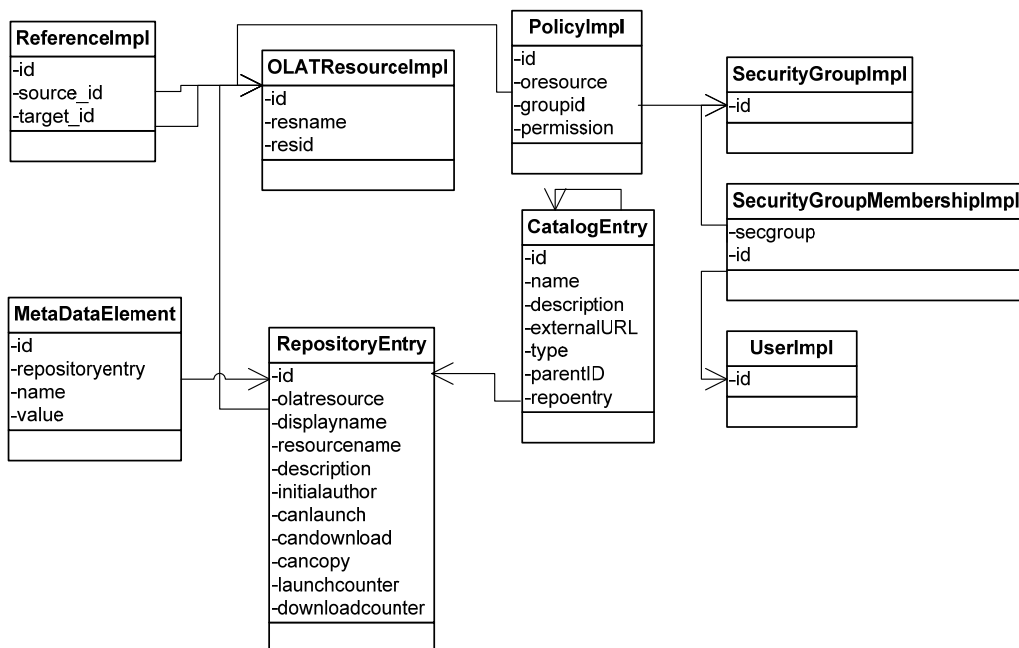 ReferenceImpl
-id
-source_id
-target_id
OLATResourceImpl
-id
-resname
-resid
PolicyImpl
-id
-oresource
-groupid
-permission
SecurityGroupImpl
-id
SecurityGroupMembershipImpl
-secgroup
-id
CatalogEntry
-id
-name
-description
-externalURL
-type
-parentID
-repoentry
MetaDataElement
-id
-repositoryentry
-name
-value
RepositoryEntry
-id
-olatresource
-displayname
-resourcename
-description
-initialauthor
-canlaunch
-candownload
-cancopy
-launchcounter
-downloadcounter
UserImpl
-id